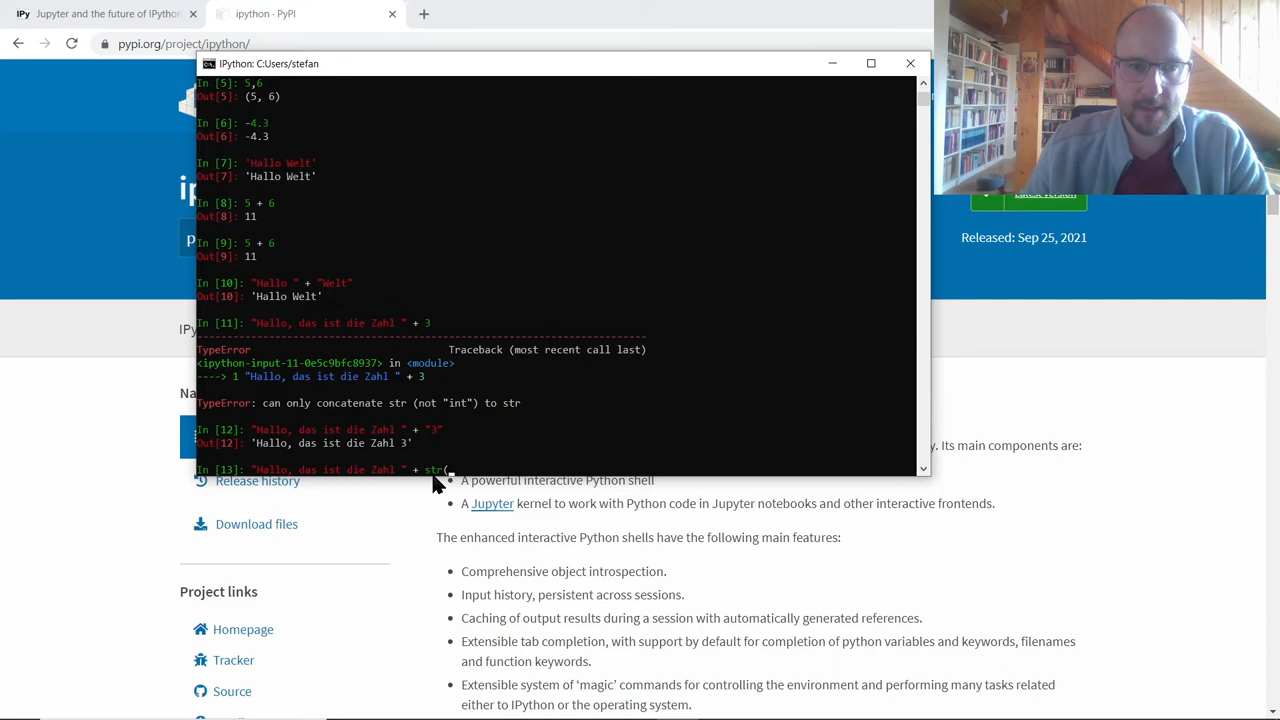 IPy Jupyter and the future of IPython
ipython · PyPI
pypi.org/project/ipython/
IPython: C:Users/stefan
In [5]: 5,6
Out[5]: (5, 6)
In [6]: -4.3
Out[6]: -4.3
In [7]: 'Hallo Welt'
Out[7]: 'Hallo Welt'
In [8]: 5 + 6
Out[8]: 11
In [9]: 5 + 6
Out[9]: 11
In [10]: "Hallo " + "Welt"
Out[10]: 'Hallo Welt'
In [11]: "Hallo, das ist die Zahl " + 3
---------------------------------------------------------------------------
TypeError                                 Traceback (most recent call last)
<ipython-input-11-0e5c9bfc8937> in <module>
----> 1 "Hallo, das ist die Zahl " + 3
TypeError: can only concatenate str (not "int") to str
In [12]: "Hallo, das ist die Zahl " + "3"
Out[12]: 'Hallo, das ist die Zahl 3'
In [13]: "Hallo, das ist die Zahl " + str(
Latest version
Released: Sep 25, 2021
Its main components are:
Release history
Download files
Project links
Homepage
Tracker
Source
A powerful interactive Python shell
A Jupyter kernel to work with Python code in Jupyter notebooks and other interactive frontends.
The enhanced interactive Python shells have the following main features:
Comprehensive object introspection.
Input history, persistent across sessions.
Caching of output results during a session with automatically generated references.
Extensible tab completion, with support by default for completion of python variables and keywords, filenames
and function keywords.
Extensible system of ‘magic’ commands for controlling the environment and performing many tasks related
either to IPython or the operating system.